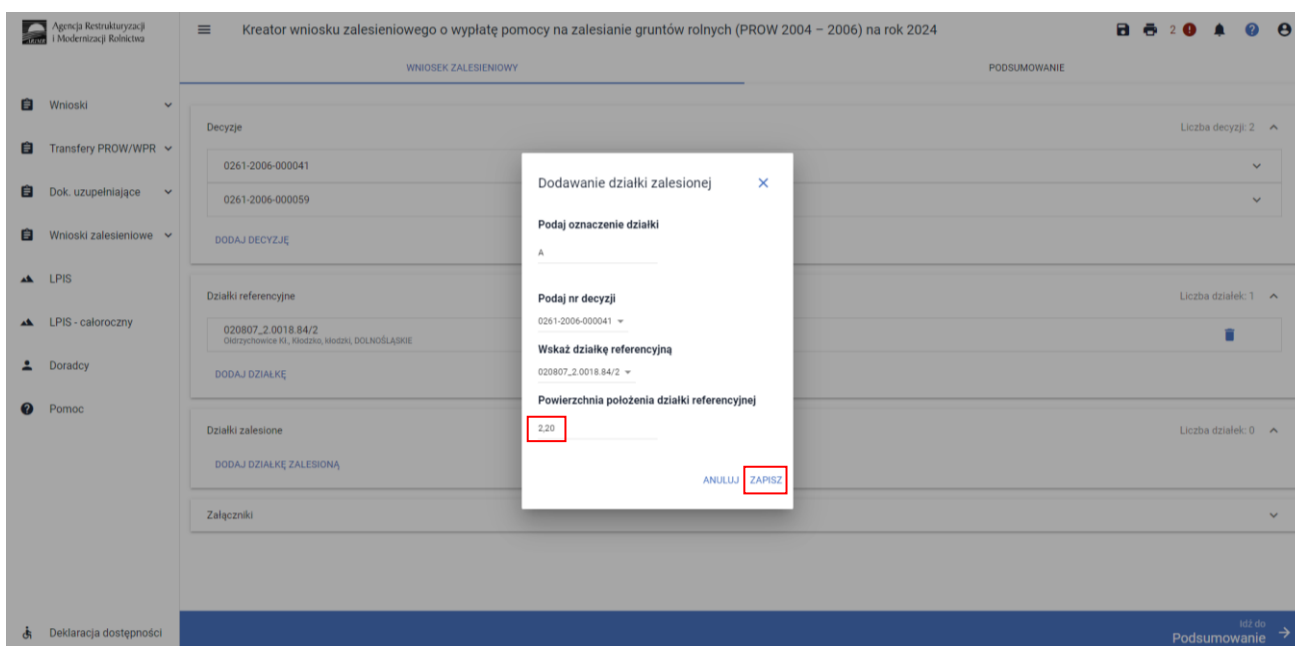 Agencja Restrukturyzacji
i Modernizacji Rolnictwa
Kreator wniosku zalesieniowego o wypłatę pomocy na zalesianie gruntów rolnych (PROW 2004 – 2006) na rok 2024
2
WNIOSEK ZALESIENIOWY
PODSUMOWANIE
Wnioski
Transfery PROW/WPR
Dok. uzupełniające
Wnioski zalesieniowe
LPIS
LPIS - całoroczny
Doradcy
Pomoc
Deklaracja dostępności
Decyzje
Liczba decyzji: 2
0261-2006-000041
0261-2006-000059
DODAJ DECYZJĘ
Działki referencyjne
Liczba działek: 1
020807_2.0018.84/2
Ołdrzychowice Kł., Kłodzko, kłodzki, DOLNOŚLĄSKIE
DODAJ DZIAŁKĘ
Działki zalesione
Liczba działek: 0
DODAJ DZIAŁKĘ ZALESIONĄ
Załączniki
Dodawanie działki zalesionej
Podaj oznaczenie działki
A
Podaj nr decyzji
0261-2006-000041
Wskaż działkę referencyjną
020807_2.0018.84/2
Powierzchnia położenia działki referencyjnej
2,20
ANULUJ ZAPISZ
Idź do
Podsumowanie